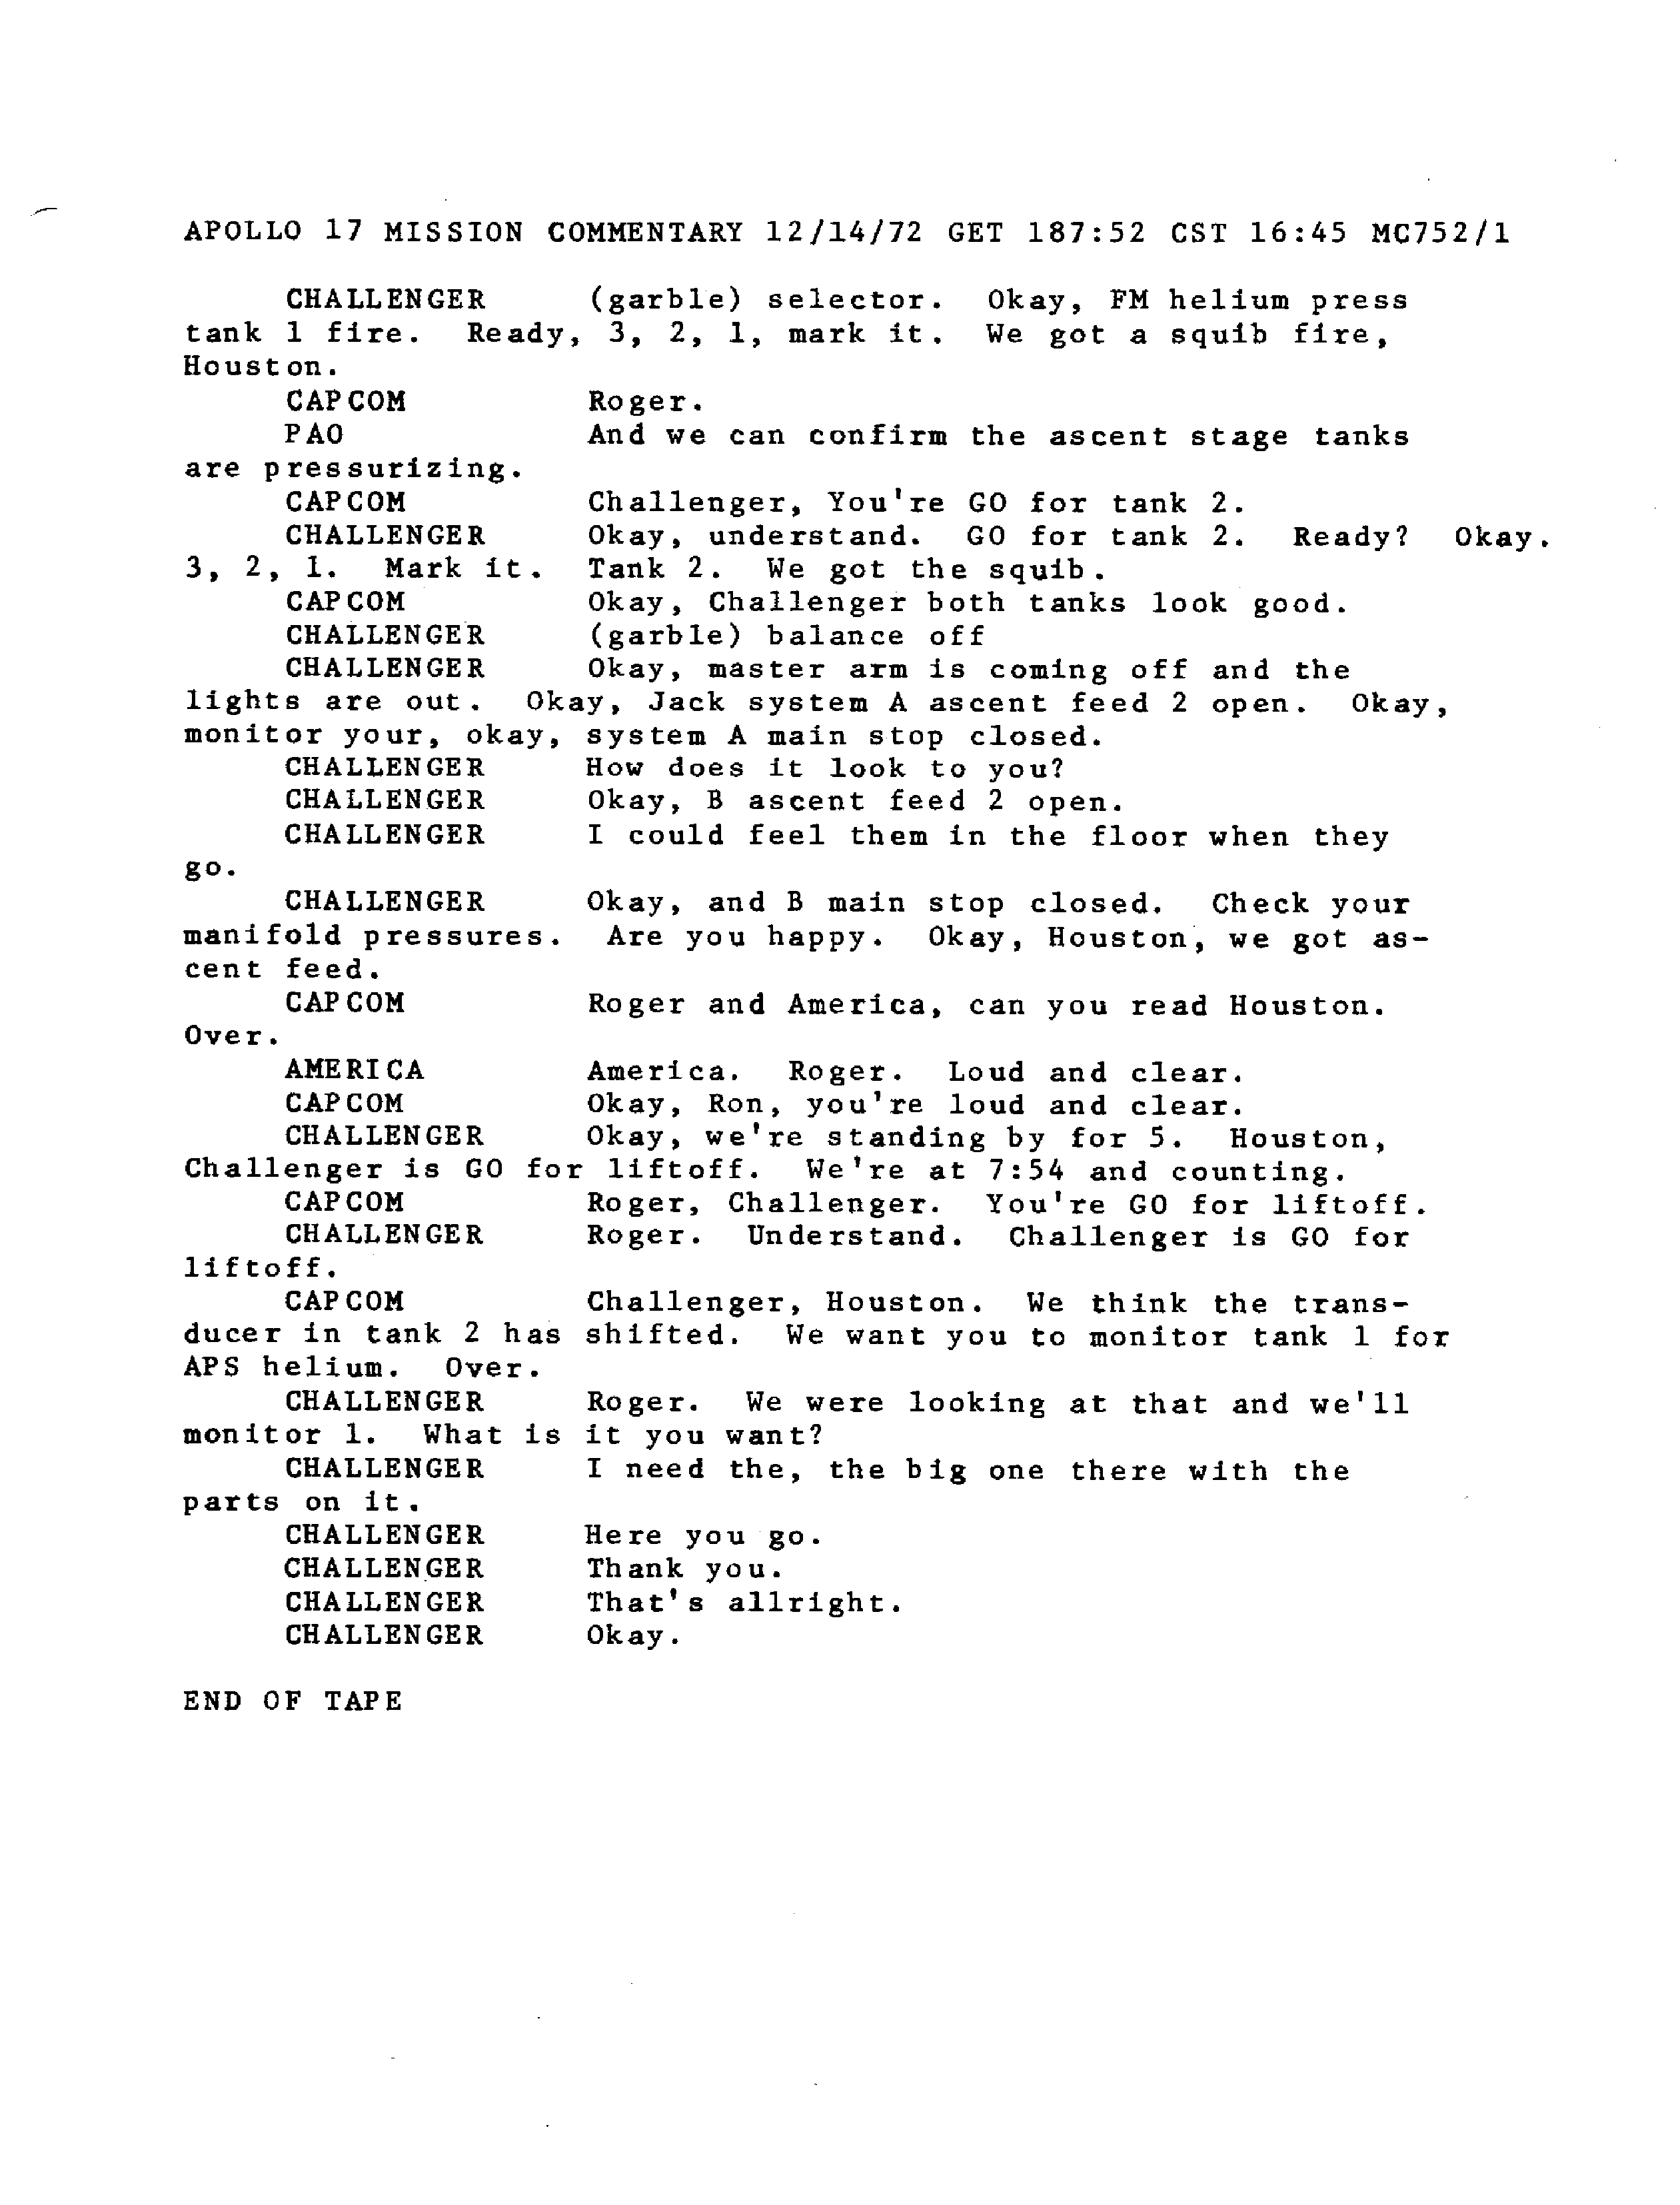 APOLLO 17 MISSION COMMENTARY 12/14/72 GET 187:52 CST 16:45 MC752/1
CHALLENGER (garble) selector. Okay, FM helium press
tank 1 fire. Ready, 3, 2, 1, mark it. We got a squib fire,
Houston.
CAPCOM Roger.
PAO And we can confirm the ascent stage tanks
are pressurizing.
CAPCOM Challenger, You're GO for tank 2.
CHALLENGER Okay, understand. GO for tank 2. Ready? Okay.
3, 2, 1. Mark it. Tank 2. We got the squib.
CAPCOM Okay, Challenger both tanks look good.
CHALLENGER (garble) balance off
CHALLENGER Okay, master arm is coming off and the
lights are out. Okay, Jack system A ascent feed 2 open. Okay,
monitor your, okay, system A main stop closed.
CHALLENGER How does it look to you?
CHALLENGER Okay, B ascent feed 2 open.
CHALLENGER I could feel them in the floor when they
go.
CHALLENGER Okay, and B main stop closed. Check your
manifold pressures. Are you happy. Okay, Houston, we got as-
cent feed.
CAPCOM Roger and America, can you read Houston.
Over.
AMERICA America. Roger. Loud and clear.
CAPCOM Okay, Ron, you're loud and clear.
CHALLENGER Okay, we're standing by for 5. Houston,
Challenger is GO for liftoff. We're at 7:54 and counting.
CAPCOM Roger, Challenger. You're GO for liftoff.
CHALLENGER Roger. Understand. Challenger is GO for
liftoff.
CAPCOM Challenger, Houston. We think the trans-
ducer in tank 2 has shifted. We want you to monitor tank 1 for
APS helium. Over.
CHALLENGER Roger. We were looking at that and we'll
monitor 1. What is it you want?
CHALLENGER I need the, the big one there with the
parts on it.
CHALLENGER Here you go.
CHALLENGER Thank you.
CHALLENGER That's allright.
CHALLENGER Okay.
END OF TAPE